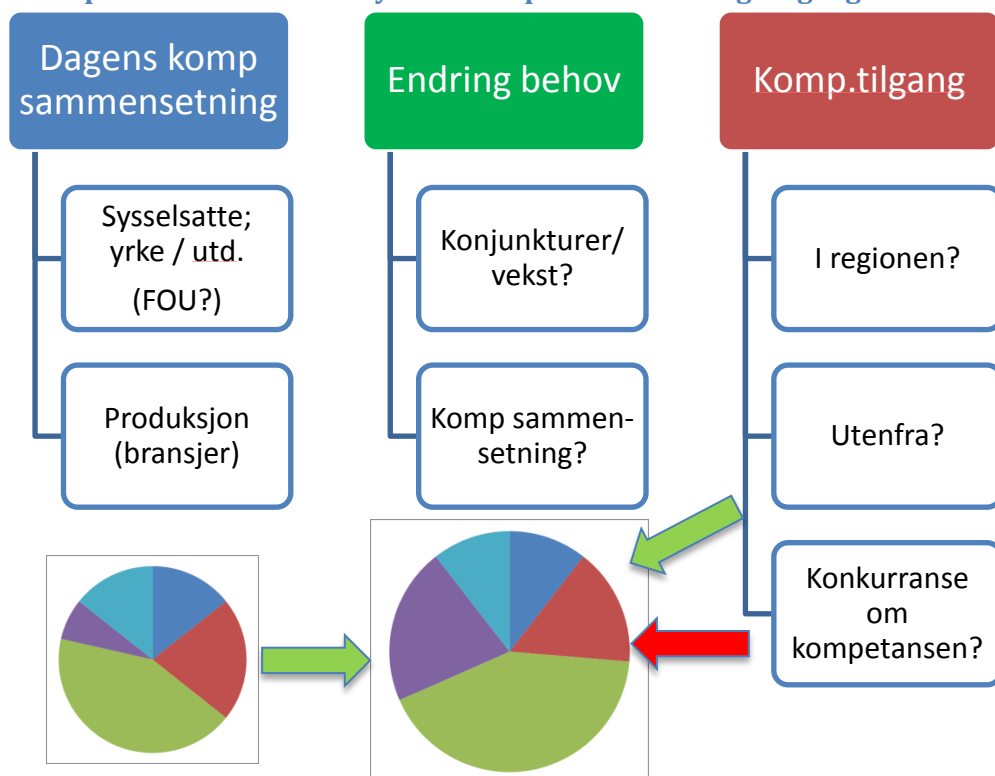 Dagens komp
sammensetning
Endring behov
Komp.tilgang
Sysselsatte;
yrke / utd.
(FOU?)
Konjunkturer/
vekst?
I regionen?
Produksjon
(bransjer)
Komp sammen-
setning?
Utenfra?
Konkurranse
om
kompetansen?